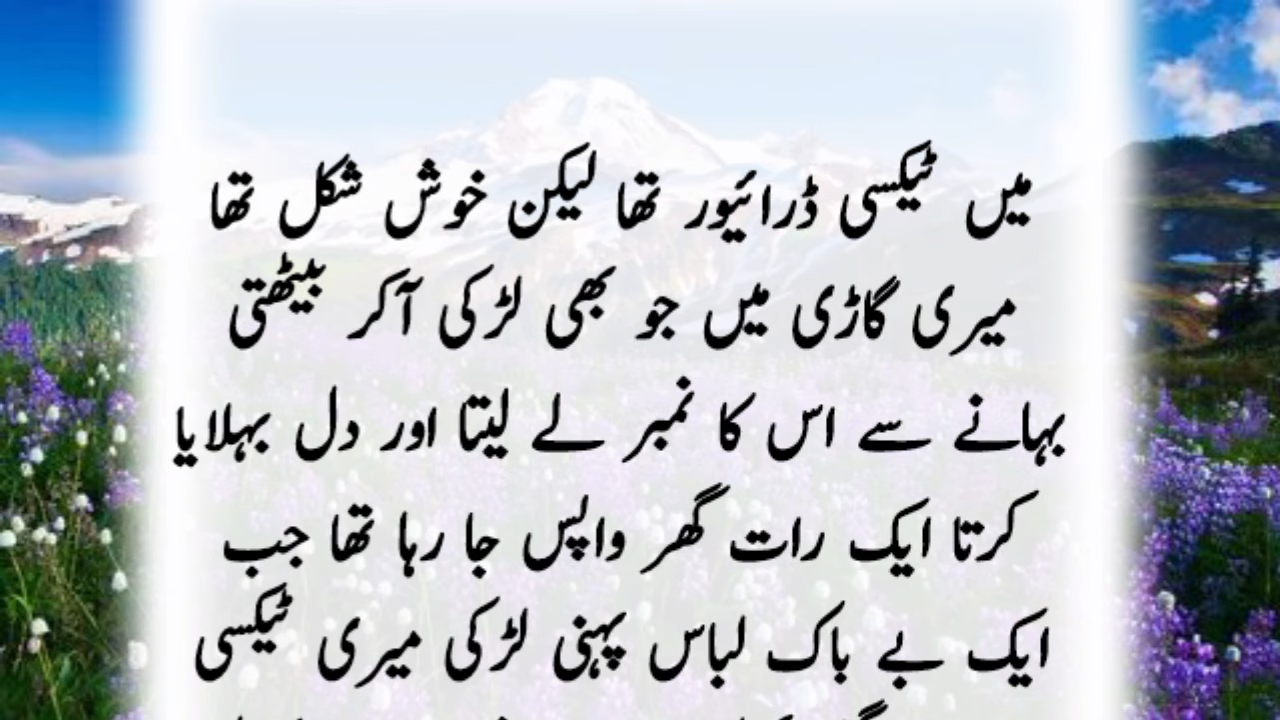 میں ٹیکسی ڈرائیور تھا لیکن خوش شکل تھا
میری گاڑی میں جو بھی لڑکی آکر بیٹھتی
بہانے سے اس کا نمبر لے لیتا اور دل بہلایا
کرتا ایک رات گھر واپس جا رہا تھا جب
ایک بے باک لباس پہنی لڑکی میری ٹیکسی